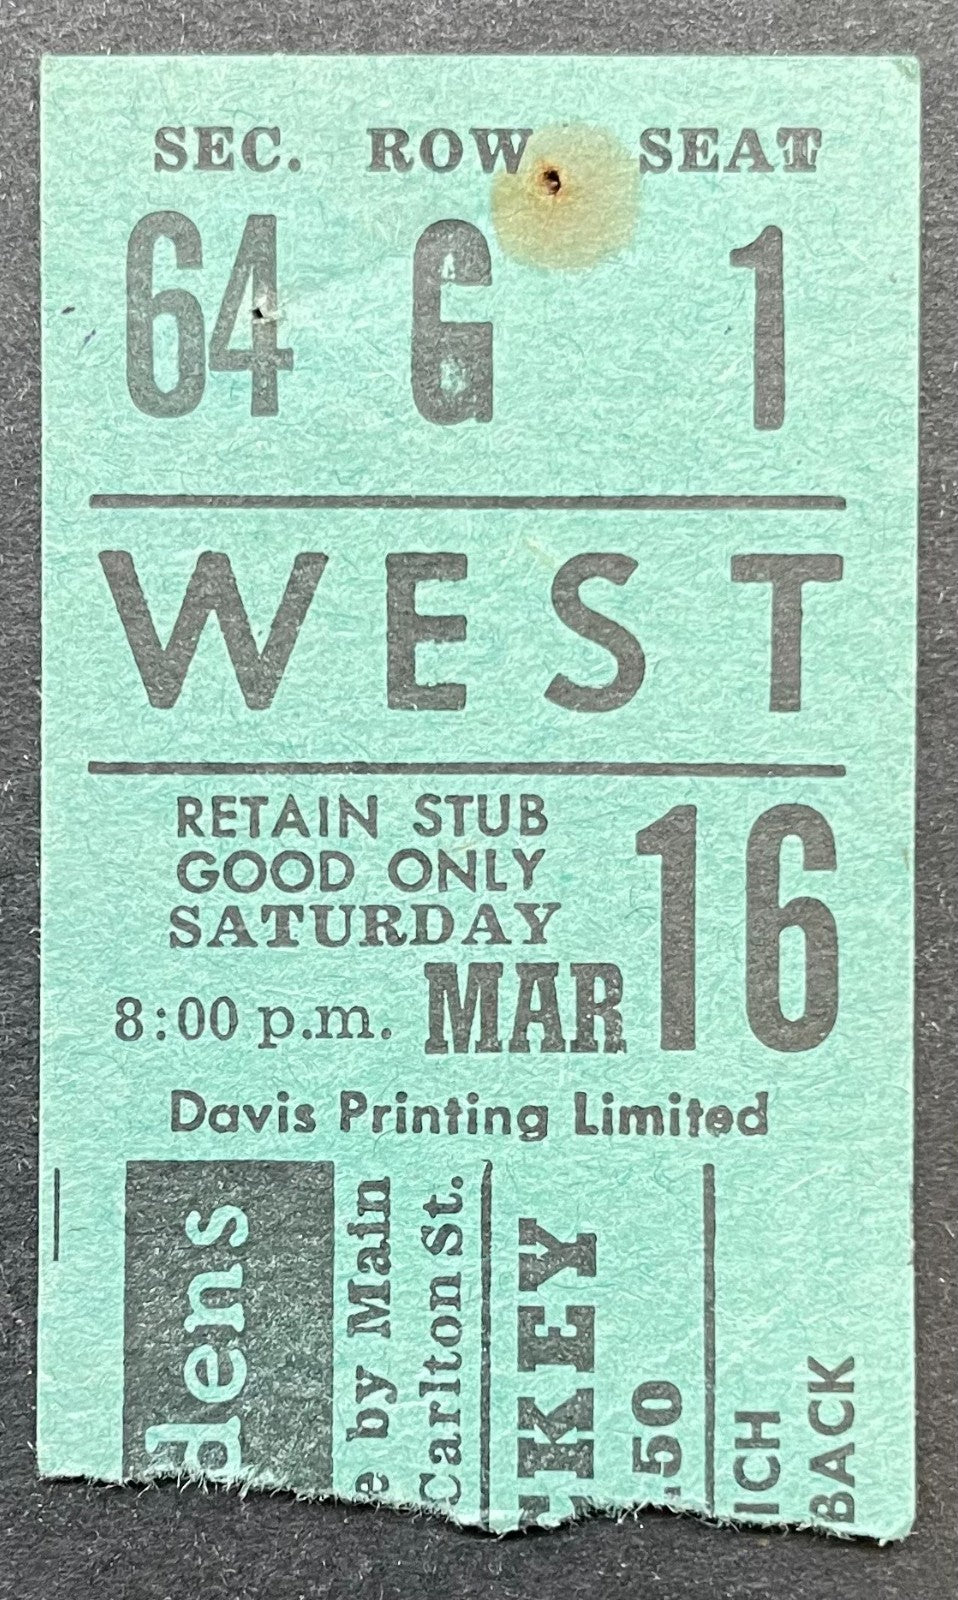 SEC. ROW SEAT
64 G 1
WEST
RETAIN STUB
GOOD ONLY
SATURDAY
8:00 p.m. MAR 16
Davis Printing Limited
dens
e by Main
Carlton St.
KEY
.50
ICH
BACK